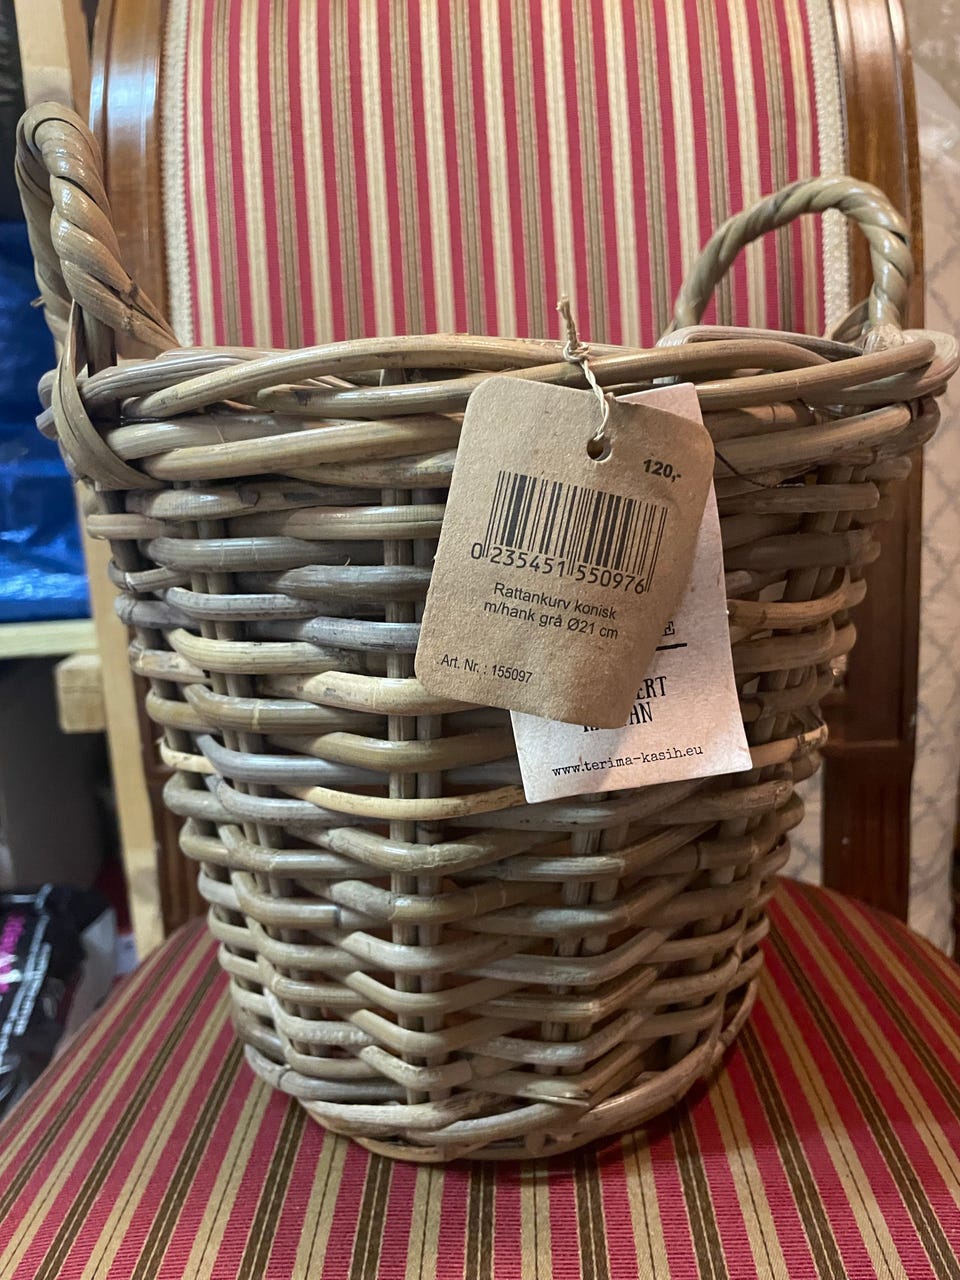 120,-
0 235451 550976
Rattankurv konisk
m/hank grå Ø21 cm
Art. Nr.: 155097
www.terima-kasih.eu